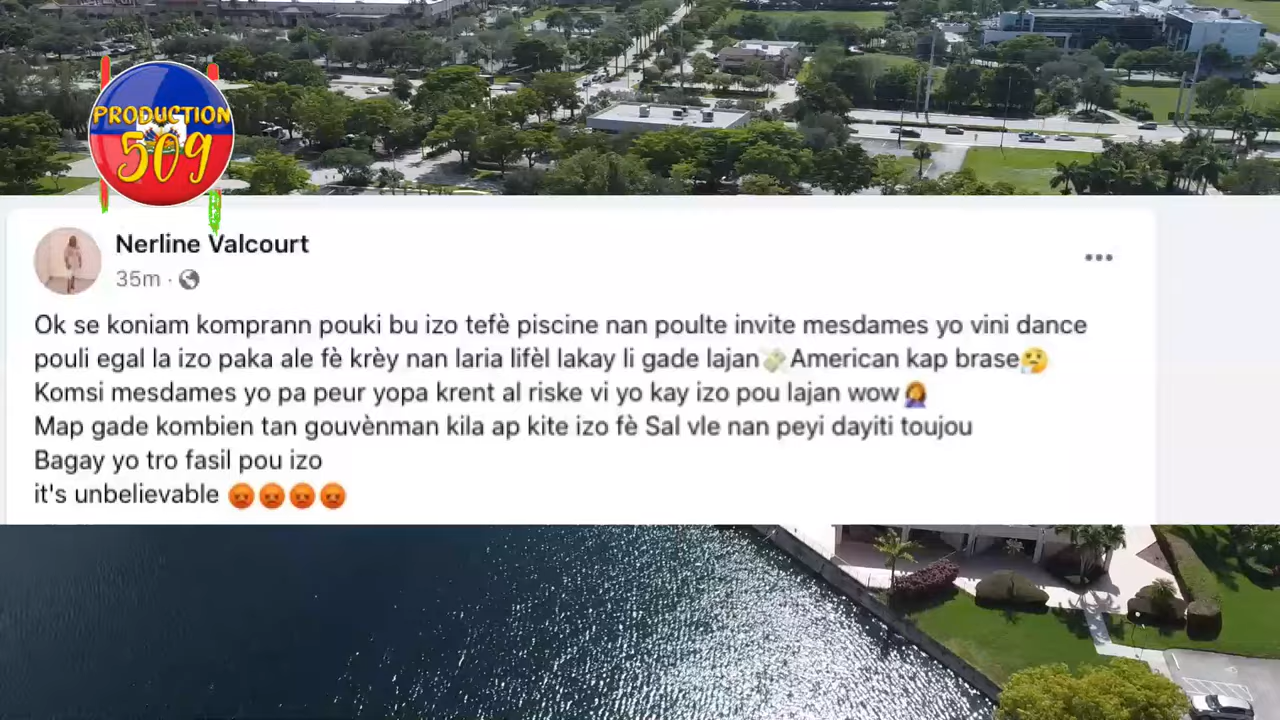 PRODUCTION
509
Nerline Valcourt
35m ·
Ok se koniam komprann pouki bu izo tefè piscine nan poulte invite mesdames yo vini dance
pouli egal la izo paka ale fè krèy nan laria lifèl lakay li gade lajan💸American kap brase🤔
Komsi mesdames yo pa peur yopa krent al riske vi yo kay izo pou lajan wow🤦‍♀️
Map gade kombien tan gouvènman kila ap kite izo fè Sal vle nan peyi dayiti toujou
Bagay yo tro fasil pou izo
it's unbelievable 😡😡😡😡